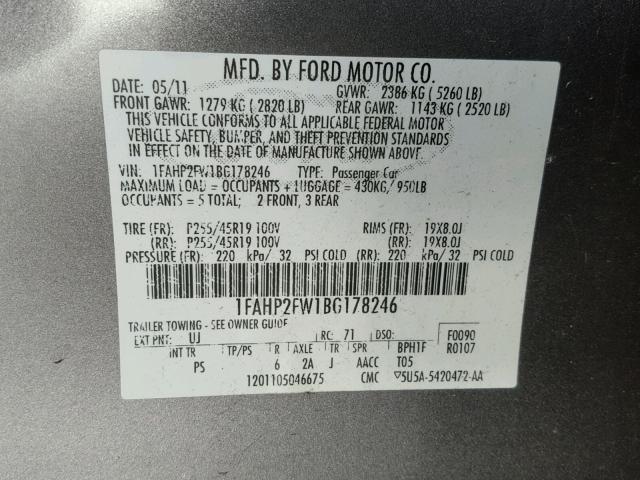 MFD. BY FORD MOTOR CO.
DATE: 05/11 GVWR: 2386 KG ( 5260 LB)
FRONT GAWR: 1279 KG ( 2820 LB) REAR GAWR: 1143 KG ( 2520 LB)
THIS VEHICLE CONFORMS TO ALL APPLICABLE FEDERAL MOTOR
VEHICLE SAFETY, BUMPER, AND THEFT PREVENTION STANDARDS
IN EFFECT ON THE DATE OF MANUFACTURE SHOWN ABOVE.
VIN: 1FAHP2FW1BG178246 TYPE: Passenger Car
MAXIMUM LOAD = OCCUPANTS + LUGGAGE = 430KG/ 950LB
OCCUPANTS = 5 TOTAL: 2 FRONT, 3 REAR
TIRE (FR): P255/45R19 100V RIMS (FR): 19X8.0J
(RR): P255/45R19 100V (RR): 19X8.0J
PRESSURE (FR): 220 kPa/ 32 PSI COLD (RR): 220 kPa/ 32 PSI COLD
1FAHP2FW1BG178246
TRAILER TOWING - SEE OWNER GUIDE
EXT PNT: UJ RC: 71 DSO: F0090
INT TR TP/PS R AXLE TR SPR BPH1F R0107
PS 6 2A J AACC T05
1201105046675 CMC ▽5U5A-5420472-AA